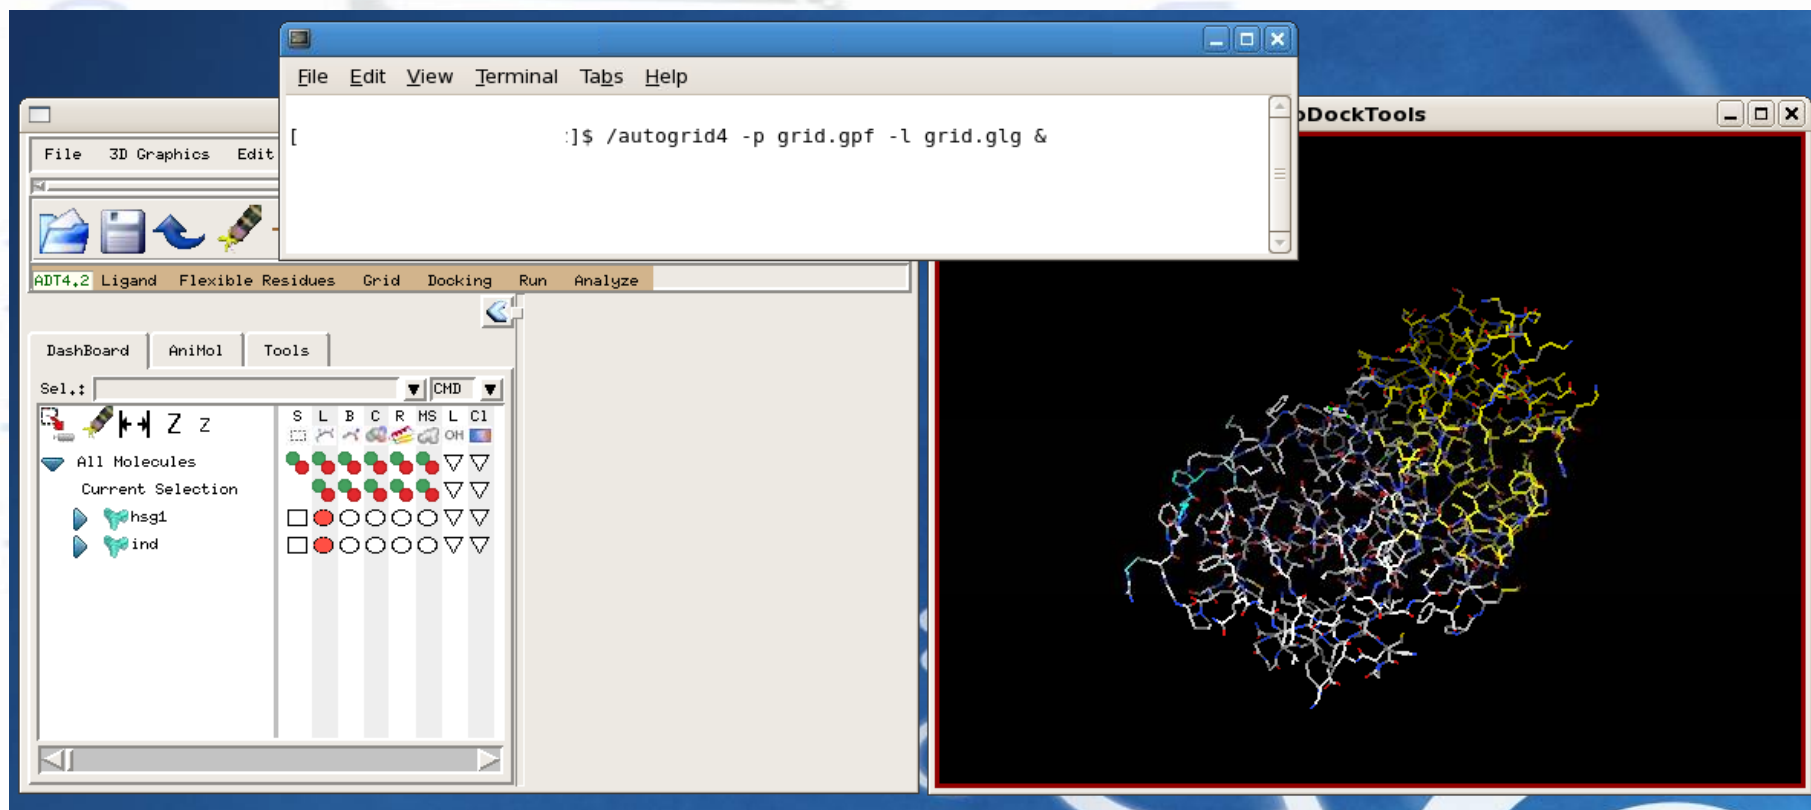 File Edit View Terminal Tabs Help
[ ]$ /autogrid4 -p grid.gpf -l grid.glg &
DockTools
File 3D Graphics Edit
ADT4.2 Ligand Flexible Residues Grid Docking Run Analyze
DashBoard AniMol Tools
Sel.: CMD
Z Z S L B C R MS L Cl
OH
All Molecules
Current Selection
hsg1
ind